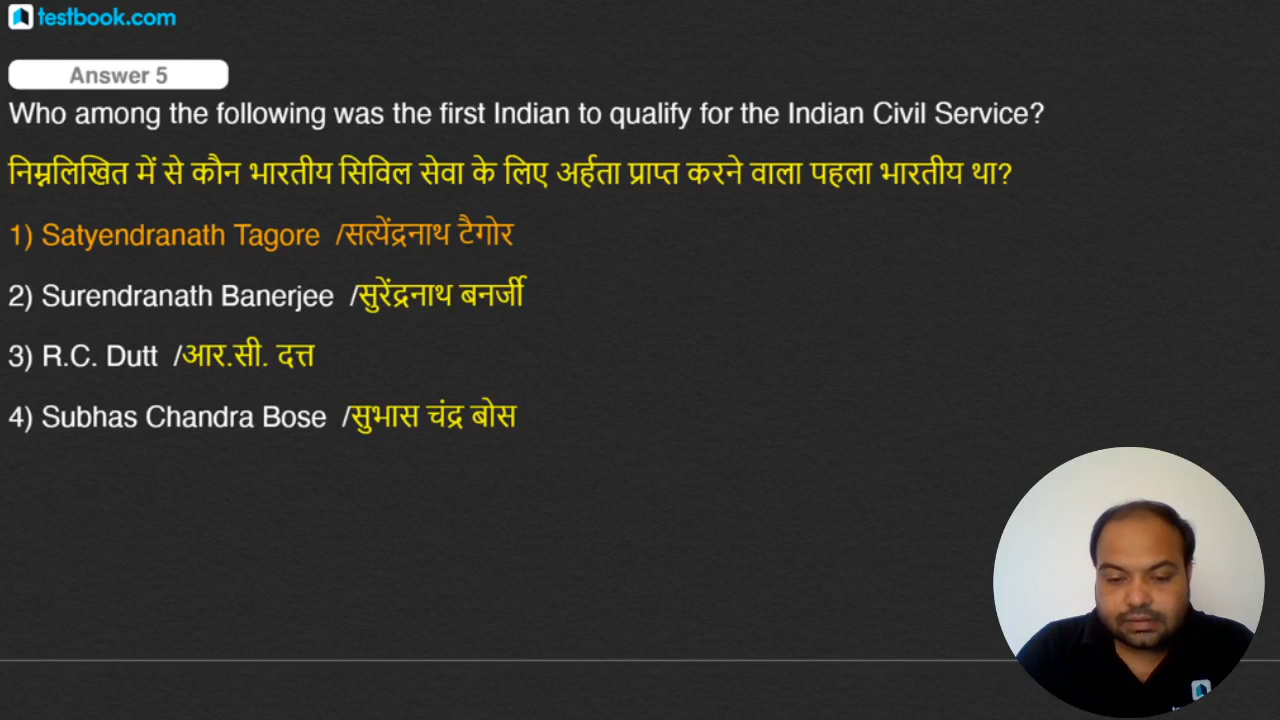 testbook.com
Answer 5
Who among the following was the first Indian to qualify for the Indian Civil Service?
निम्नलिखित में से कौन भारतीय सिविल सेवा के लिए अर्हता प्राप्त करने वाला पहला भारतीय था?
1) Satyendranath Tagore /सत्येंद्रनाथ टैगोर
2) Surendranath Banerjee /सुरेंद्रनाथ बनर्जी
3) R.C. Dutt /आर.सी. दत्त
4) Subhas Chandra Bose /सुभास चंद्र बोस